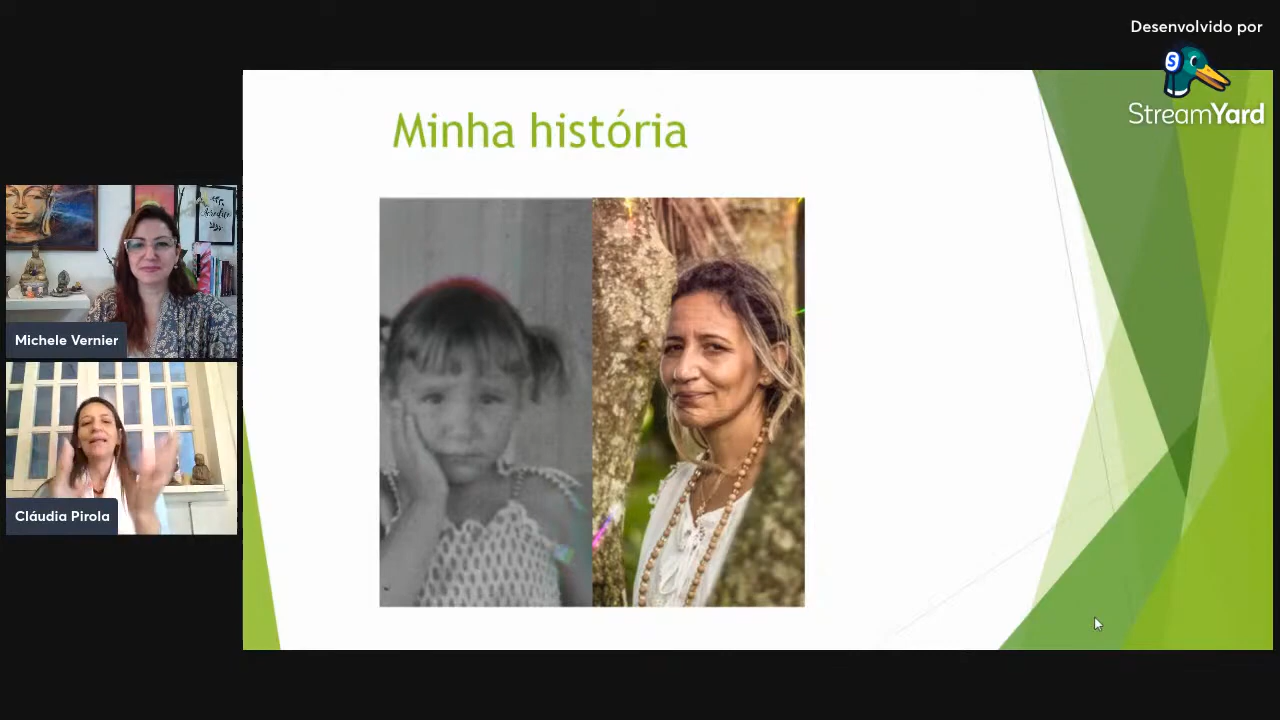 Desenvolvido por
StreamYard
Minha história
Michele Vernier
Cláudia Pirola